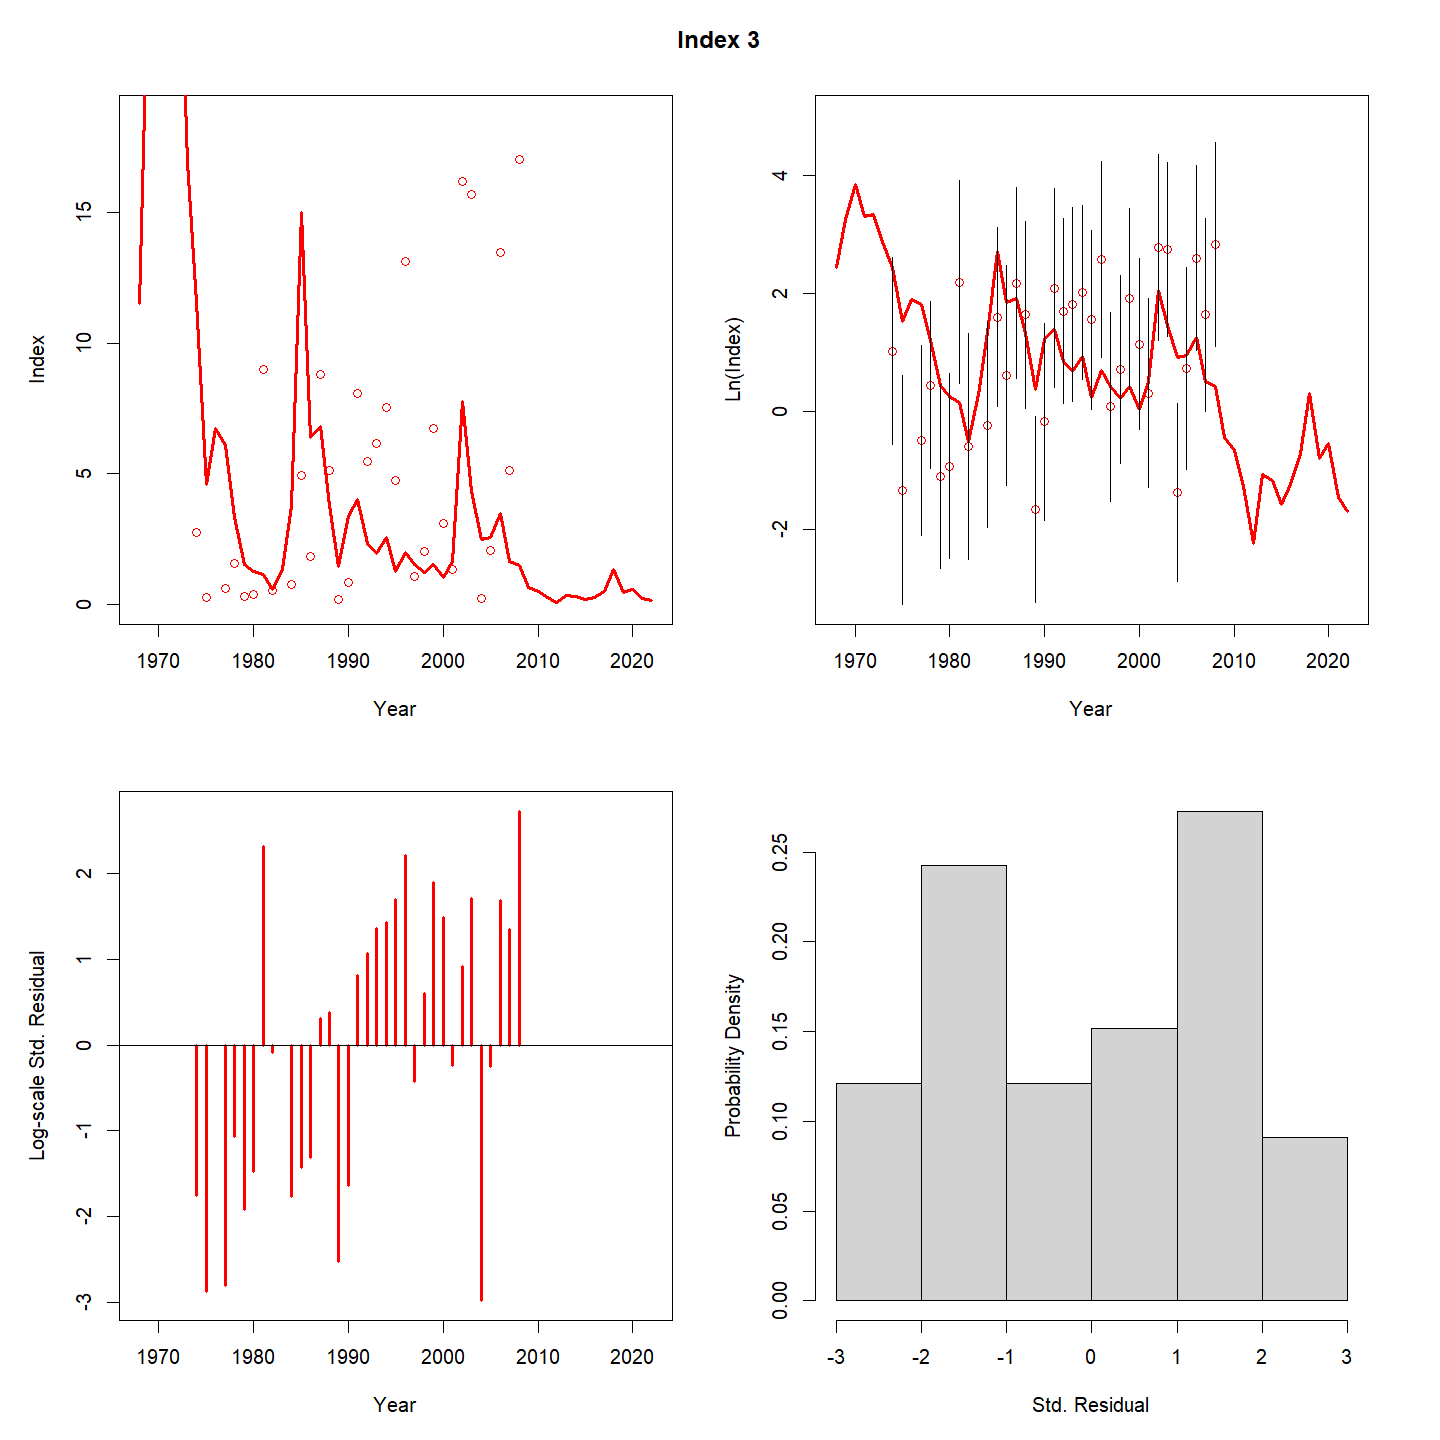 Index 3
Index
15
10
5
0
1970 1980 1990 2000 2010 2020
Year
Ln(Index)
4
2
0
-2
1970 1980 1990 2000 2010 2020
Year
Log-scale Std. Residual
2
1
0
-1
-2
-3
1970 1980 1990 2000 2010 2020
Year
Probability Density
0.25
0.20
0.15
0.10
0.05
0.00
-3 -2 -1 0 1 2 3
Std. Residual